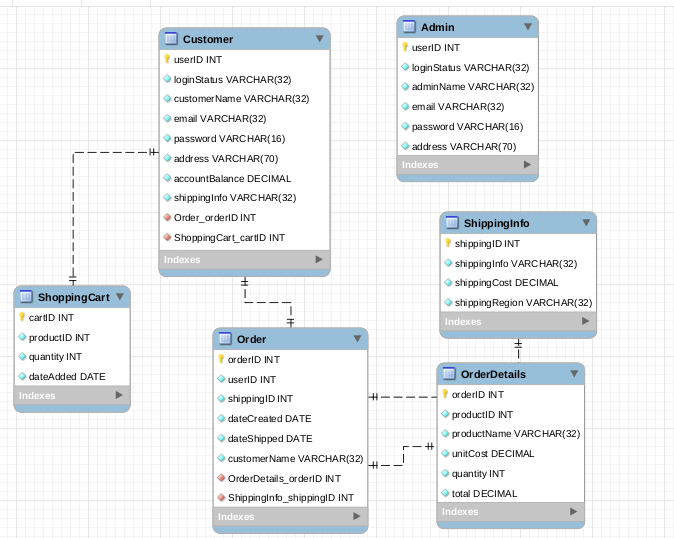 Customer
userID INT
loginStatus VARCHAR(32)
customerName VARCHAR(32)
email VARCHAR(32)
password VARCHAR(16)
address VARCHAR(70)
accountBalance DECIMAL
shippingInfo VARCHAR(32)
Order_orderID INT
ShoppingCart_cartID INT
Indexes
Admin
userID INT
loginStatus VARCHAR(32)
adminName VARCHAR(32)
email VARCHAR(32)
password VARCHAR(16)
address VARCHAR(70)
Indexes
ShippingInfo
shippingID INT
shippingInfo VARCHAR(32)
shippingCost DECIMAL
shippingRegion VARCHAR(32)
Indexes
ShoppingCart
cartID INT
productID INT
quantity INT
dateAdded DATE
Indexes
Order
orderID INT
userID INT
shippingID INT
dateCreated DATE
dateShipped DATE
customerName VARCHAR(32)
OrderDetails_orderID INT
ShippingInfo_shippingID INT
Indexes
OrderDetails
orderID INT
productID INT
productName VARCHAR(32)
unitCost DECIMAL
quantity INT
total DECIMAL
Indexes